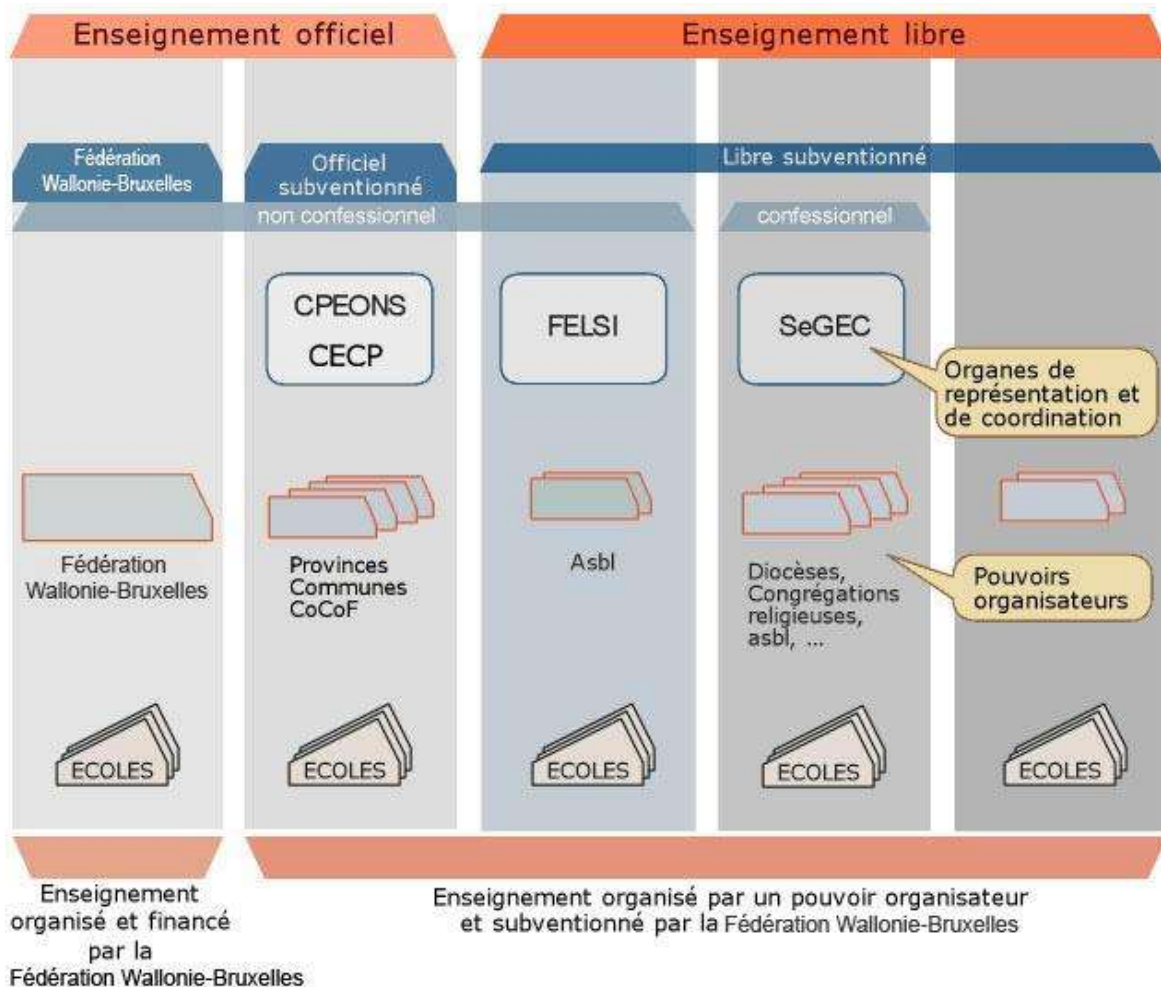 Enseignement officiel
Enseignement libre
Fédération
Wallonie-Bruxelles
Officiel
subventionné
Libre subventionné
non confessionnel
confessionnel
CPEONS
CECP
FELSI
SeGEC
Organes de
représentation et
de coordination
Fédération
Wallonie-Bruxelles
Provinces
Communes
CoCoF
Asbl
Diocèses,
Congrégations
religieuses,
asbl, ...
Pouvoirs
organisateurs
ECOLES
ECOLES
ECOLES
ECOLES
ECOLES
Enseignement
organisé et financé
par la
Fédération Wallonie-Bruxelles
Enseignement organisé par un pouvoir organisateur
et subventionné par la Fédération Wallonie-Bruxelles